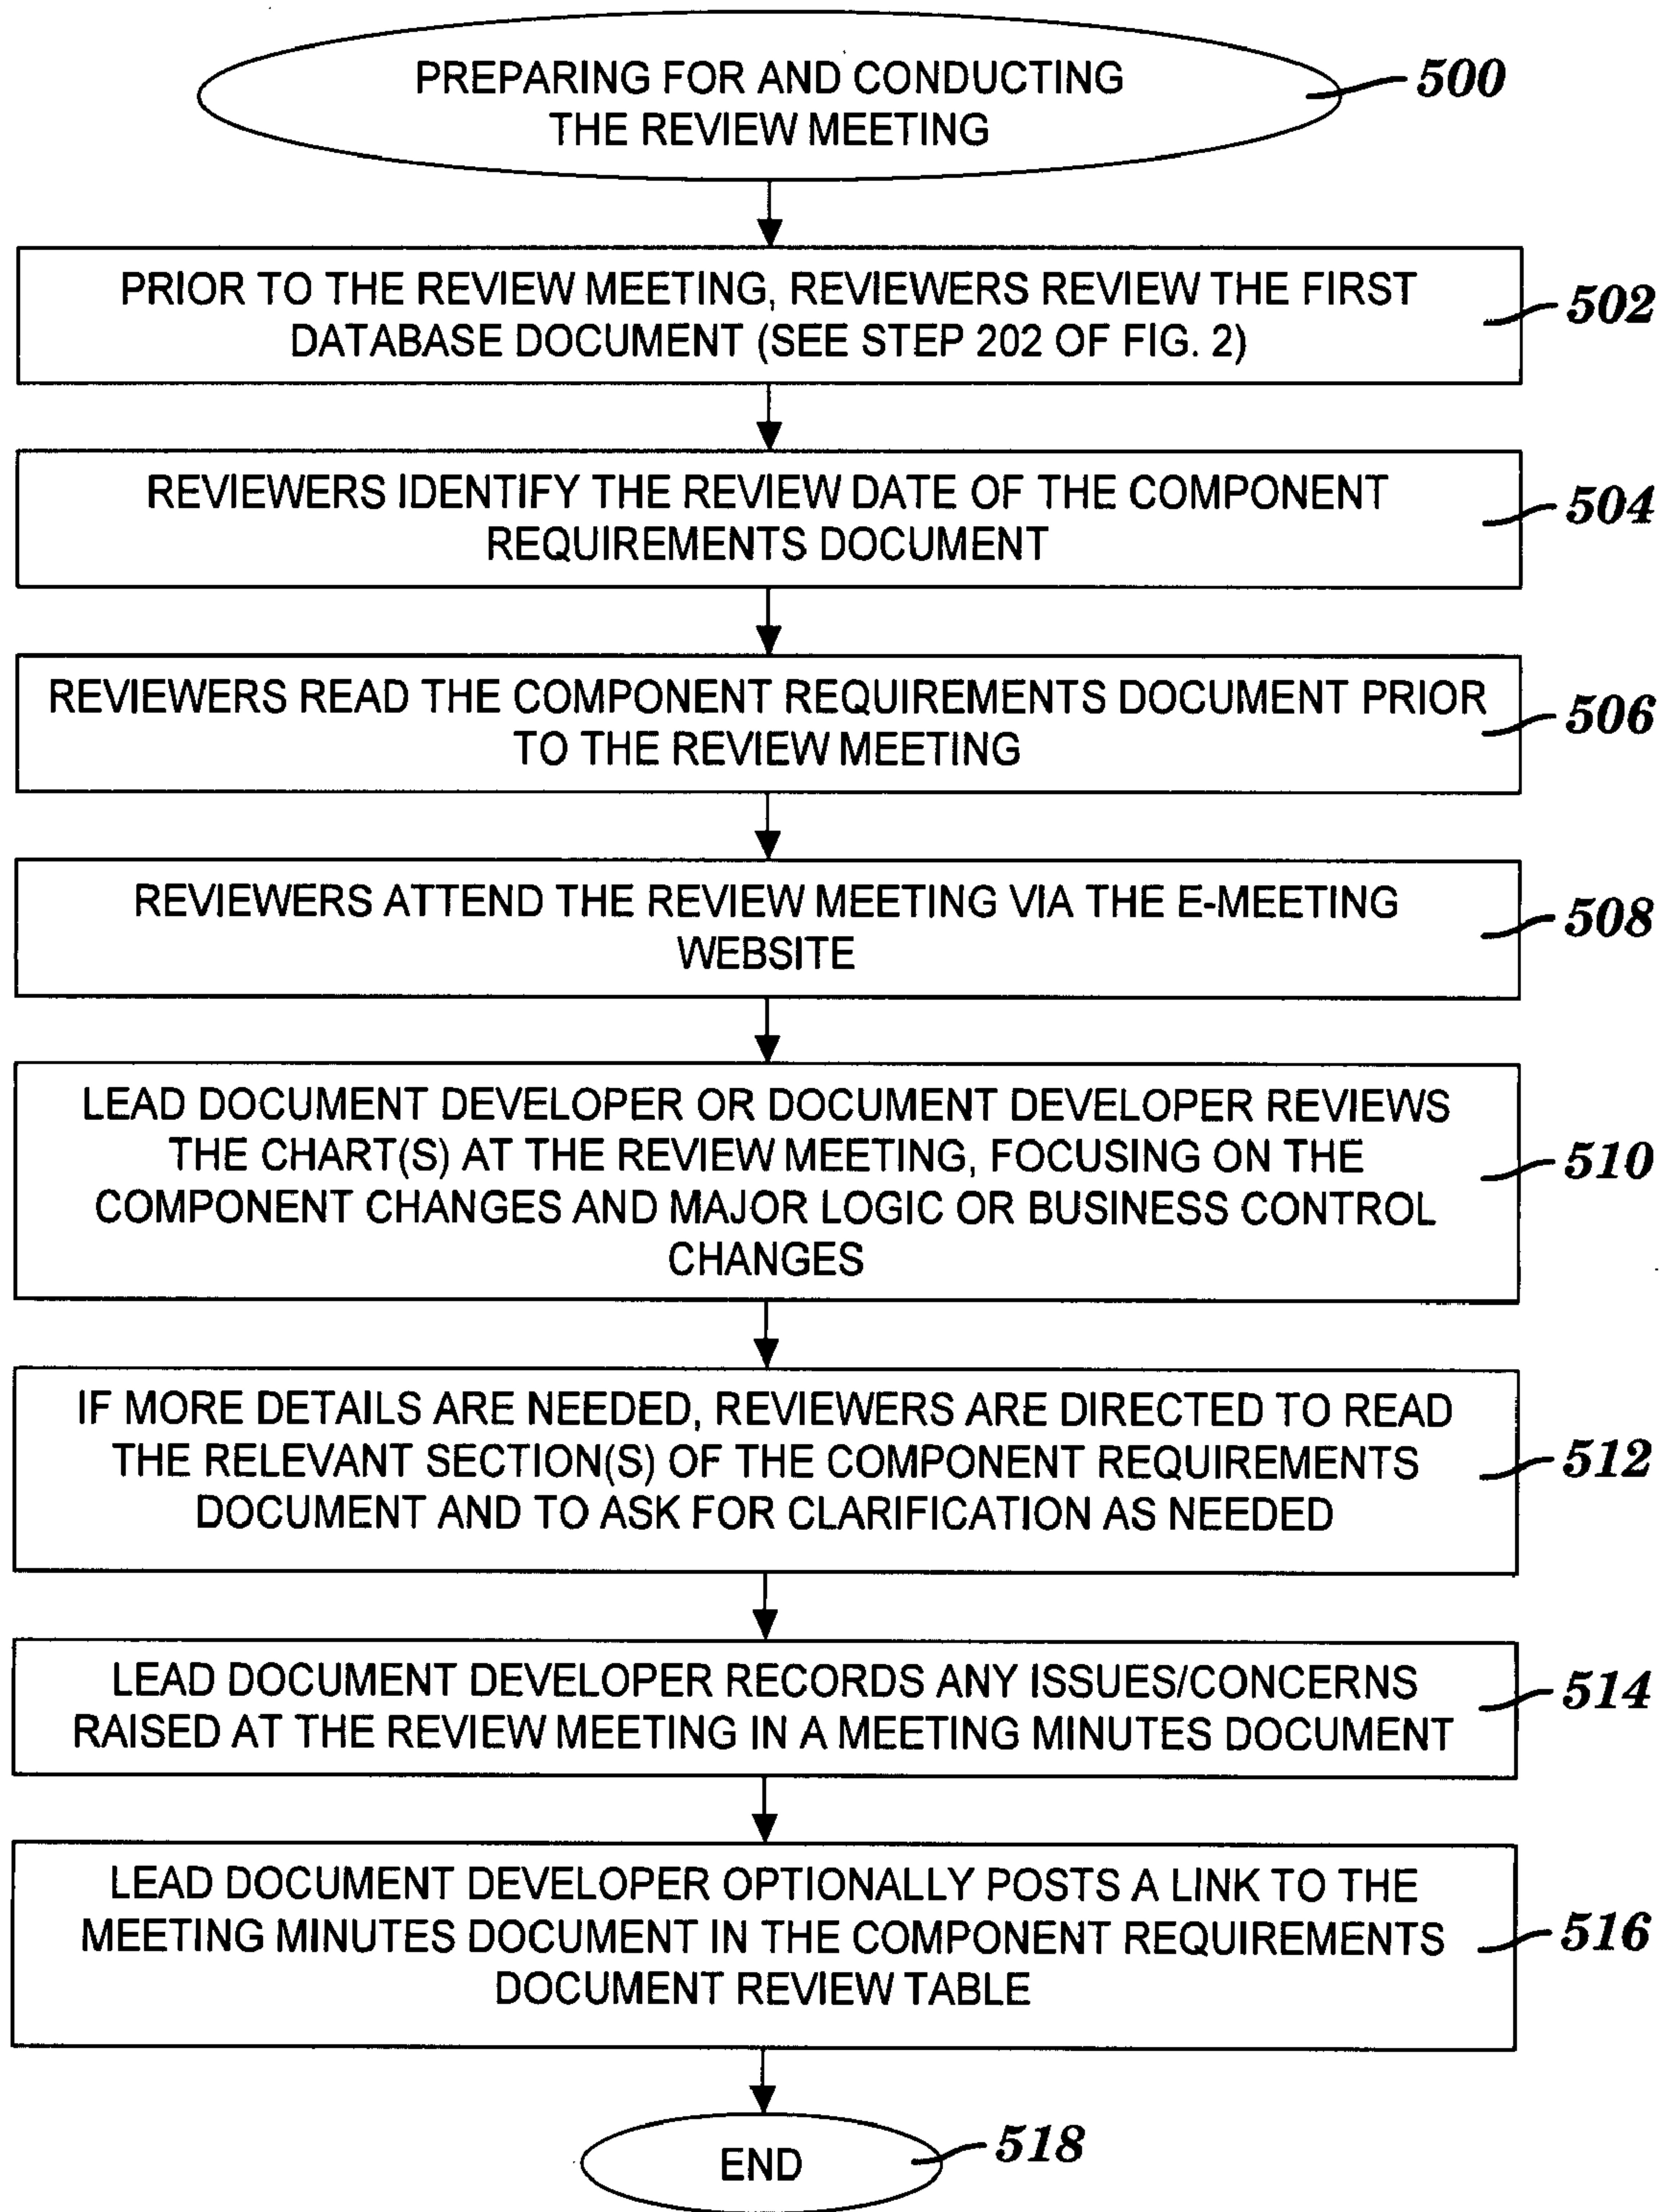 PREPARING FOR AND CONDUCTING
THE REVIEW MEETING
500
PRIOR TO THE REVIEW MEETING, REVIEWERS REVIEW THE FIRST
DATABASE DOCUMENT (SEE STEP 202 OF FIG. 2)
502
REVIEWERS IDENTIFY THE REVIEW DATE OF THE COMPONENT
REQUIREMENTS DOCUMENT
504
REVIEWERS READ THE COMPONENT REQUIREMENTS DOCUMENT PRIOR
TO THE REVIEW MEETING
506
REVIEWERS ATTEND THE REVIEW MEETING VIA THE E-MEETING
WEBSITE
508
LEAD DOCUMENT DEVELOPER OR DOCUMENT DEVELOPER REVIEWS
THE CHART(S) AT THE REVIEW MEETING, FOCUSING ON THE
COMPONENT CHANGES AND MAJOR LOGIC OR BUSINESS CONTROL
CHANGES
510
IF MORE DETAILS ARE NEEDED, REVIEWERS ARE DIRECTED TO READ
THE RELEVANT SECTION(S) OF THE COMPONENT REQUIREMENTS
DOCUMENT AND TO ASK FOR CLARIFICATION AS NEEDED
512
LEAD DOCUMENT DEVELOPER RECORDS ANY ISSUES/CONCERNS
RAISED AT THE REVIEW MEETING IN A MEETING MINUTES DOCUMENT
514
LEAD DOCUMENT DEVELOPER OPTIONALLY POSTS A LINK TO THE
MEETING MINUTES DOCUMENT IN THE COMPONENT REQUIREMENTS
DOCUMENT REVIEW TABLE
516
END
518